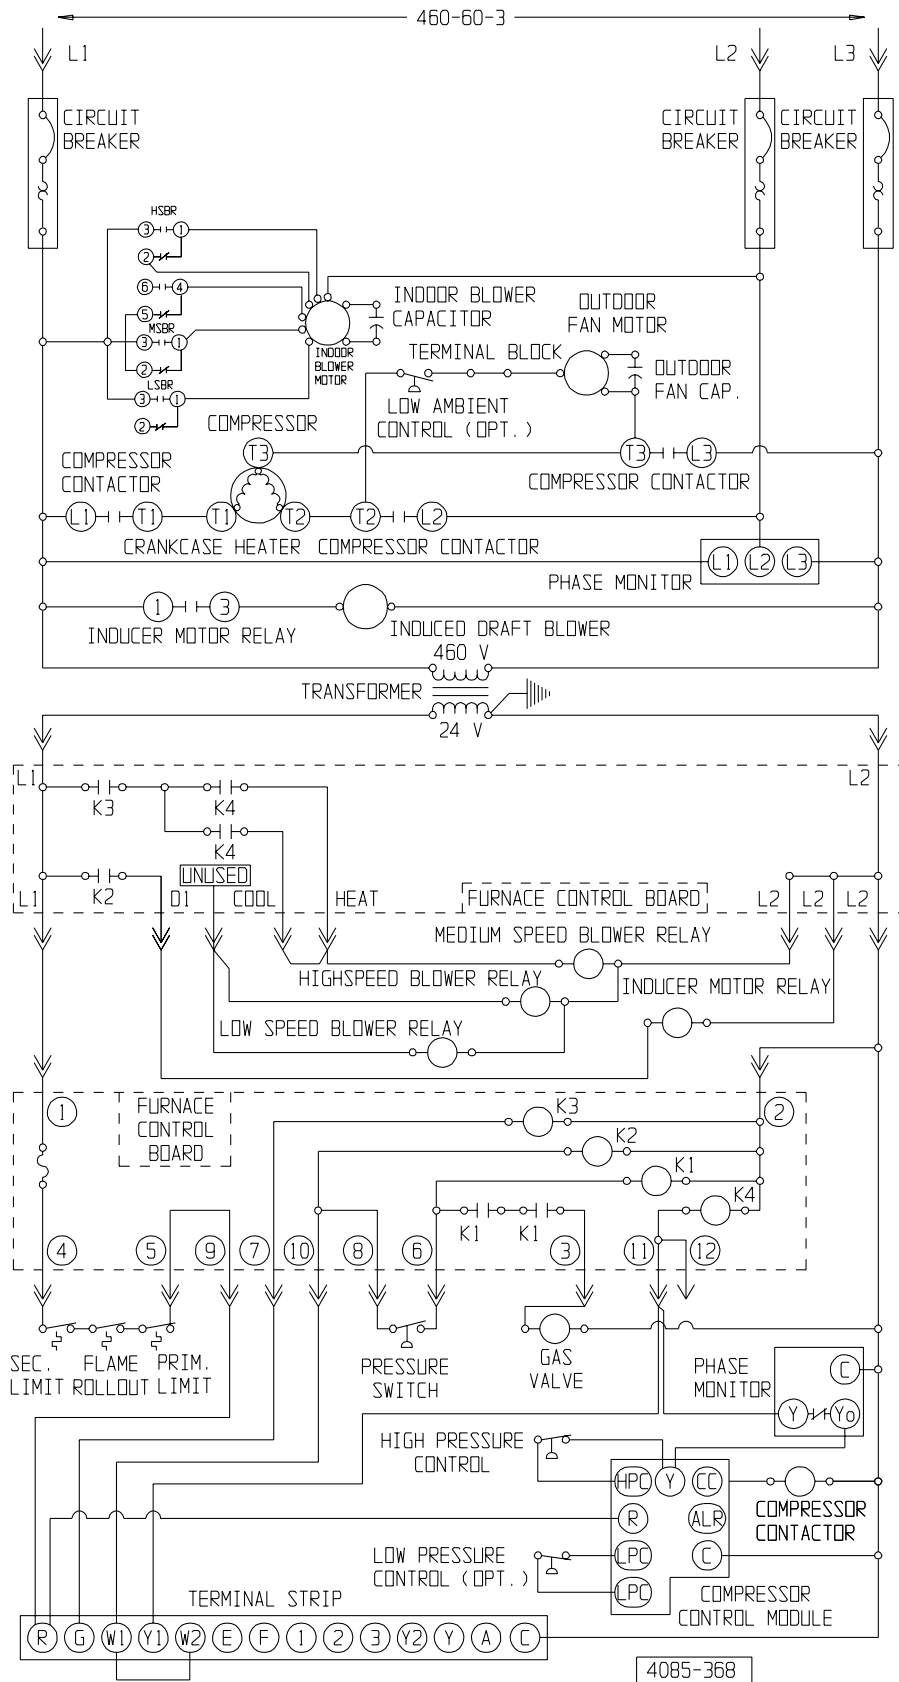 460-60-3
L1
L2
L3
CIRCUIT
BREAKER
CIRCUIT
BREAKER
CIRCUIT
BREAKER
HSBR
3
1
2
6
4
5
MSBR
3
1
2
LSBR
3
1
2
INDOOR
BLOWER
MOTOR
INDOOR BLOWER
CAPACITOR
OUTDOOR
FAN MOTOR
TERMINAL BLOCK
OUTDOOR
FAN CAP.
LOW AMBIENT
CONTROL (OPT.)
COMPRESSOR
T3
T3
L3
COMPRESSOR CONTACTOR
COMPRESSOR
CONTACTOR
L1
T1
T1
T2
T2
L2
CRANKCASE HEATER
COMPRESSOR CONTACTOR
L1
L2
L3
PHASE MONITOR
1
3
INDUCER MOTOR RELAY
INDUCED DRAFT BLOWER
460 V
TRANSFORMER
24 V
L1
L2
K3
K4
K4
UNUSED
K2
L1
D1
COOL
HEAT
FURNACE CONTROL BOARD
L2
L2
L2
MEDIUM SPEED BLOWER RELAY
HIGHSPEED BLOWER RELAY
INDUCER MOTOR RELAY
LOW SPEED BLOWER RELAY
1
FURNACE
CONTROL
BOARD
K3
2
K2
K1
K4
K1
K1
4
5
9
7
10
8
6
3
11
12
SEC.
LIMIT
FLAME
ROLLOUT
PRIM.
LIMIT
PRESSURE
SWITCH
GAS
VALVE
PHASE
MONITOR
C
Y
Yo
HIGH PRESSURE
CONTROL
HPC
Y
CC
COMPRESSOR
CONTACTOR
R
ALR
LOW PRESSURE
CONTROL (OPT.)
LPC
C
LPC
COMPRESSOR
CONTROL MODULE
TERMINAL STRIP
R
G
W1
Y1
W2
E
F
1
2
3
Y2
Y
A
C
4085-368